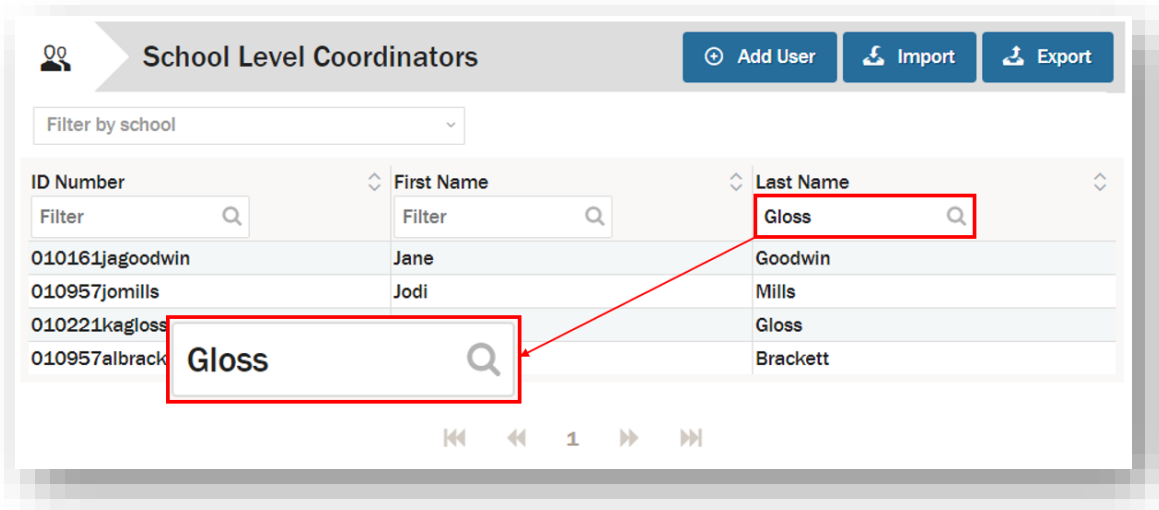 School Level Coordinators Add User Import Export
Filter by school
ID Number First Name Last Name
Filter Filter Gloss
010161jagoodwin Jane Goodwin
010957jomills Jodi Mills
010221kagloss Gloss
010957albrack Brackett
Gloss
1